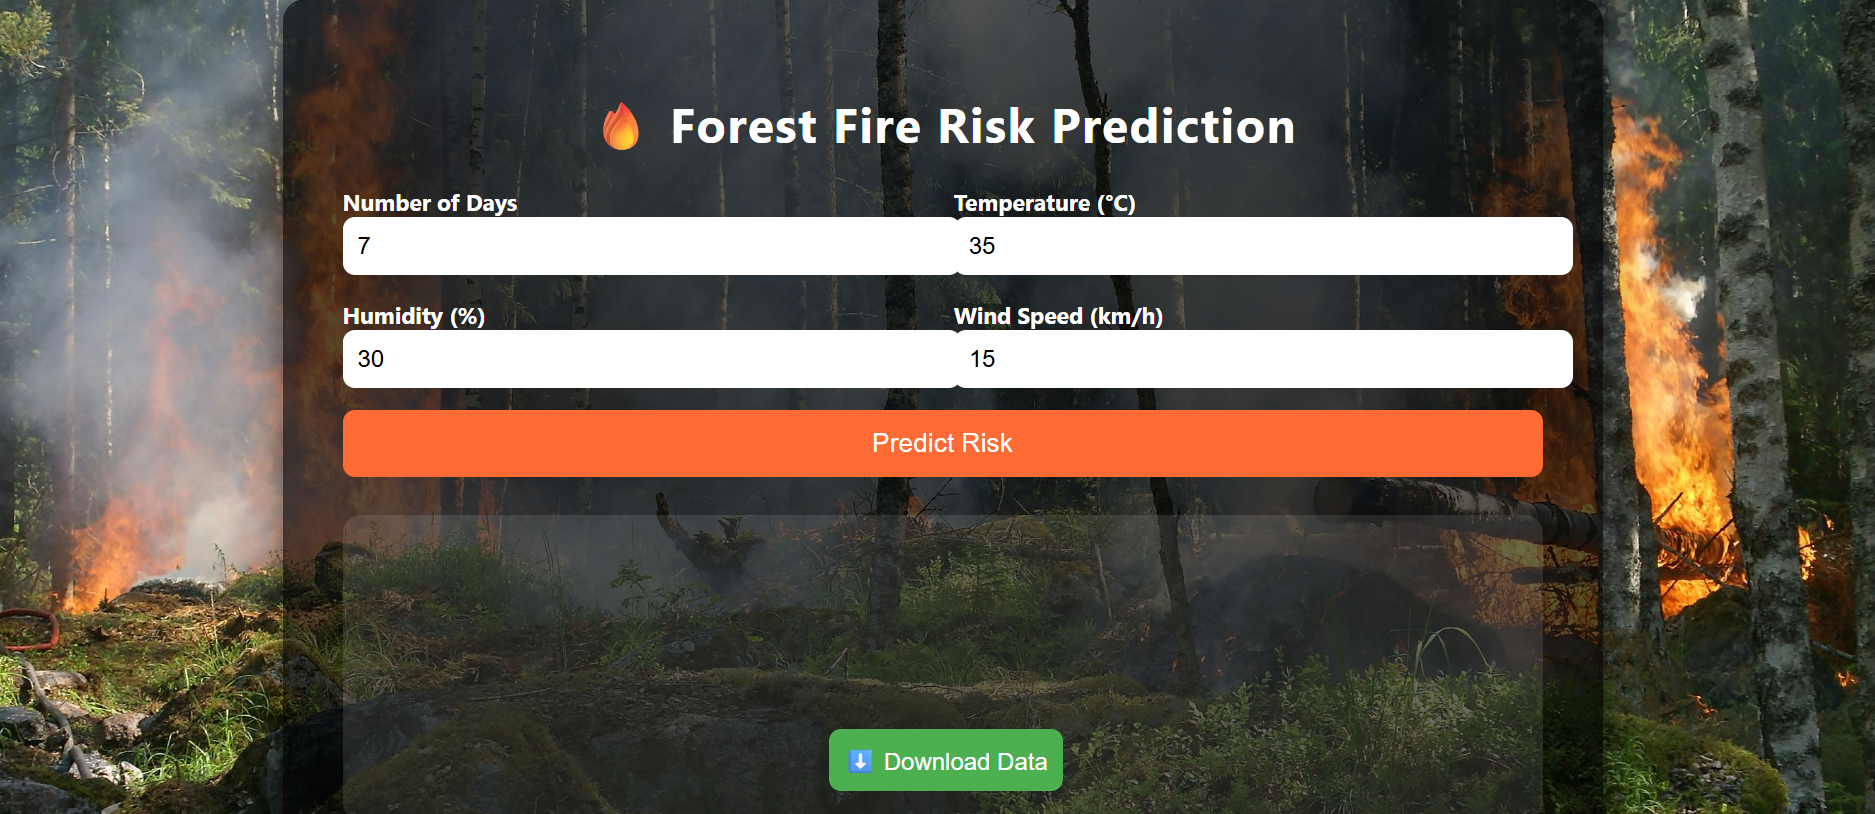 Forest Fire Risk Prediction
Number of Days
Temperature (°C)
7
35
Humidity (%)
Wind Speed (km/h)
30
15
Predict Risk
Download Data